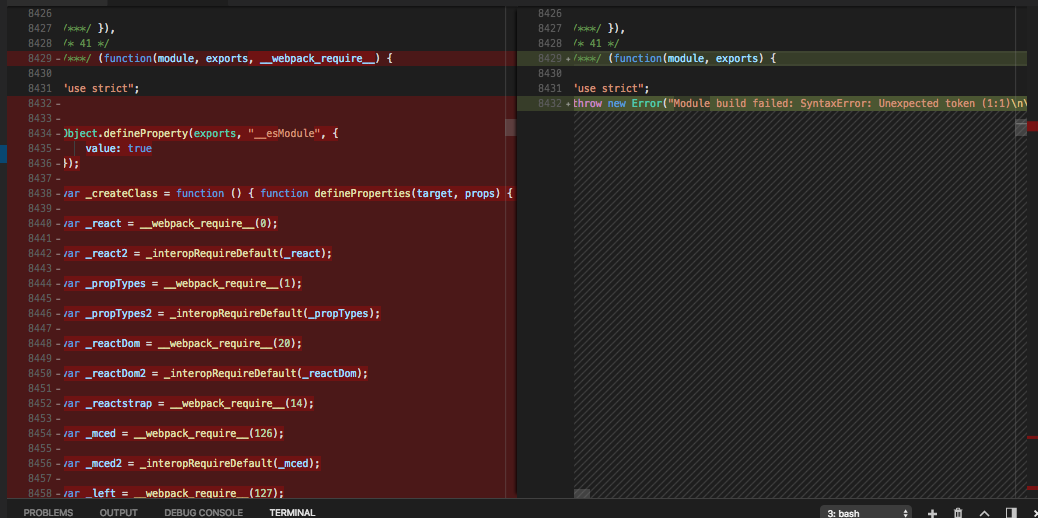 8426
8427 /***/ }),
8428 /* 41 */
8429 - /***/ (function(module, exports, __webpack_require__) {
8430
8431 'use strict";
8432 -
8433 -
8434 - Object.defineProperty(exports, "__esModule", {
8435 - value: true
8436 - });
8437 -
8438 - var _createClass = function () { function defineProperties(target, props) {
8439 -
8440 - var _react = __webpack_require__(0);
8441 -
8442 - var _react2 = _interopRequireDefault(_react);
8443 -
8444 - var _propTypes = __webpack_require__(1);
8445 -
8446 - var _propTypes2 = _interopRequireDefault(_propTypes);
8447 -
8448 - var _reactDom = __webpack_require__(20);
8449 -
8450 - var _reactDom2 = _interopRequireDefault(_reactDom);
8451 -
8452 - var _reactstrap = __webpack_require__(14);
8453 -
8454 - var _mced = __webpack_require__(126);
8455 -
8456 - var _mced2 = _interopRequireDefault(_mced);
8457 -
8458 - var _left = __webpack_require__(127);
8426
8427 /***/ }),
8428 /* 41 */
8429 + /***/ (function(module, exports) {
8430
8431 'use strict";
8432 + throw new Error("Module build failed: SyntaxError: Unexpected token (1:1)\n\
PROBLEMS OUTPUT DEBUG CONSOLE TERMINAL 3: bash